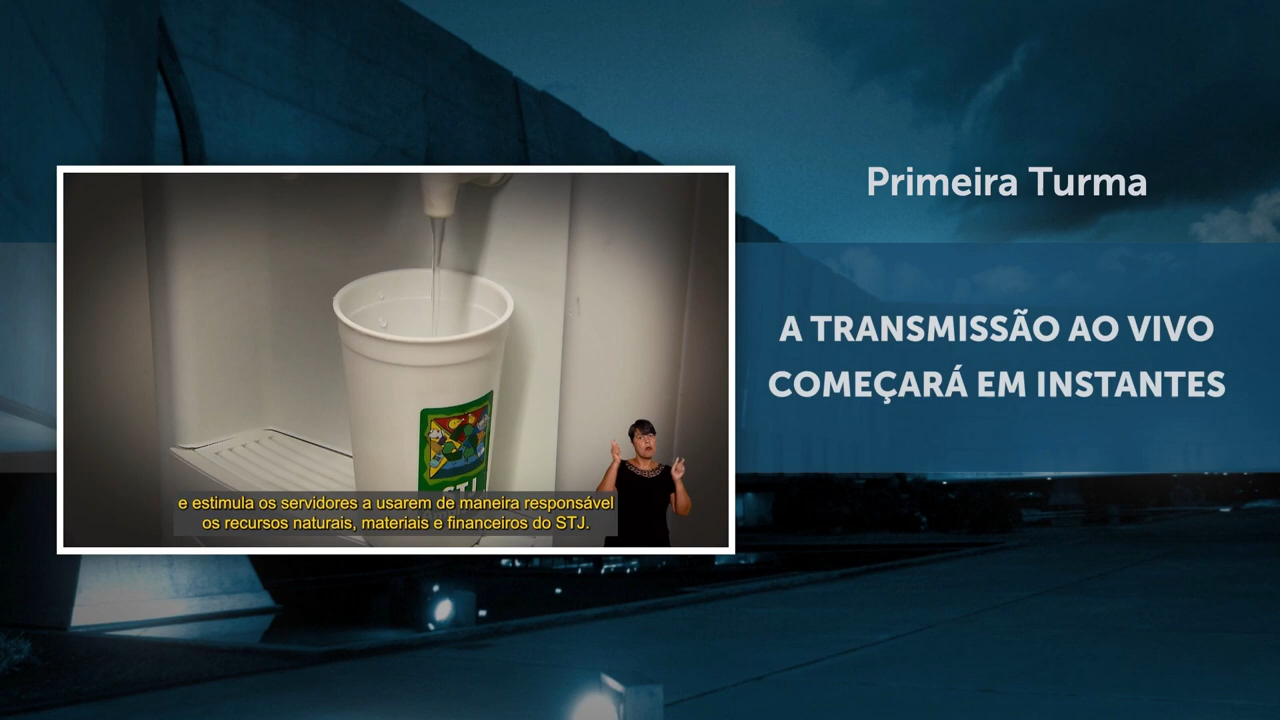 Primeira Turma
A TRANSMISSÃO AO VIVO
COMEÇARÁ EM INSTANTES
STJ
e estimula os servidores a usarem de maneira responsável
os recursos naturais, materiais e financeiros do STJ.